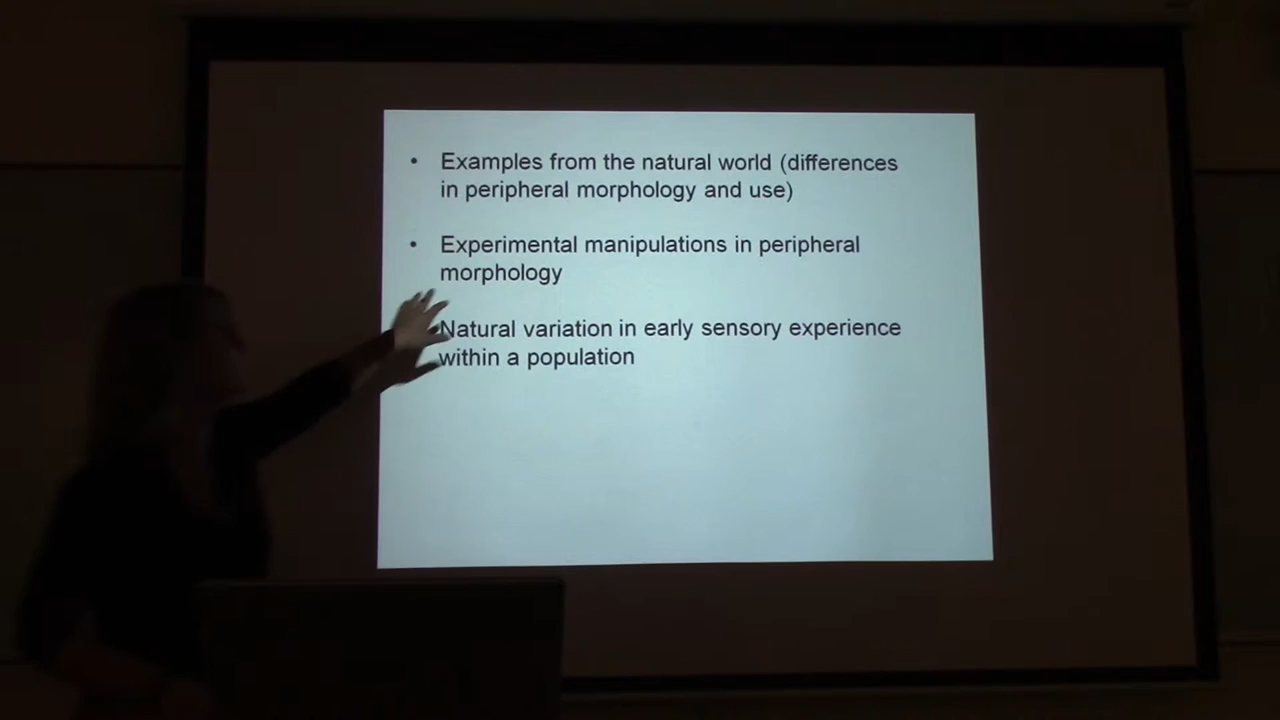 • Examples from the natural world (differences
in peripheral morphology and use)
• Experimental manipulations in peripheral
morphology
Natural variation in early sensory experience
within a population